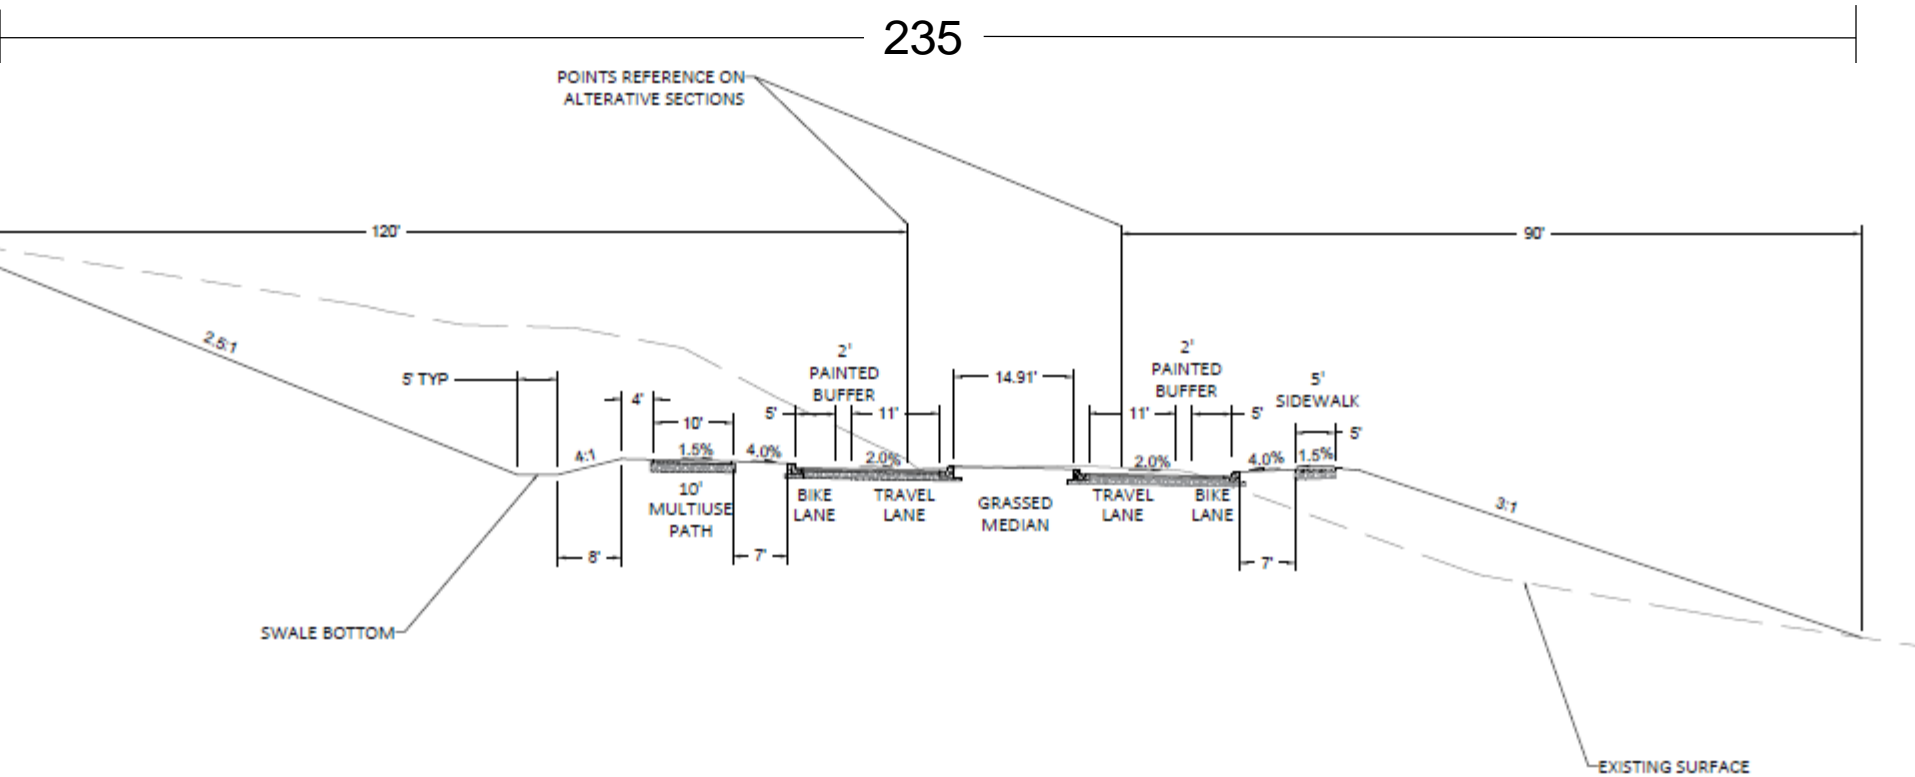 235
POINTS REFERENCE ON
ALTERATIVE SECTIONS
120'
90'
2.5:1
5' TYP
4'
10'
4:1
1.5%
4.0%
2'
PAINTED
BUFFER
5'
11'
2.0%
14.91'
2'
PAINTED
BUFFER
11'
5'
2.0%
4.0%
5'
SIDEWALK
5'
1.5%
3:1
10'
MULTIUSE
PATH
BIKE
LANE
TRAVEL
LANE
GRASSED
MEDIAN
TRAVEL
LANE
BIKE
LANE
8'
7'
7'
SWALE BOTTOM
EXISTING SURFACE